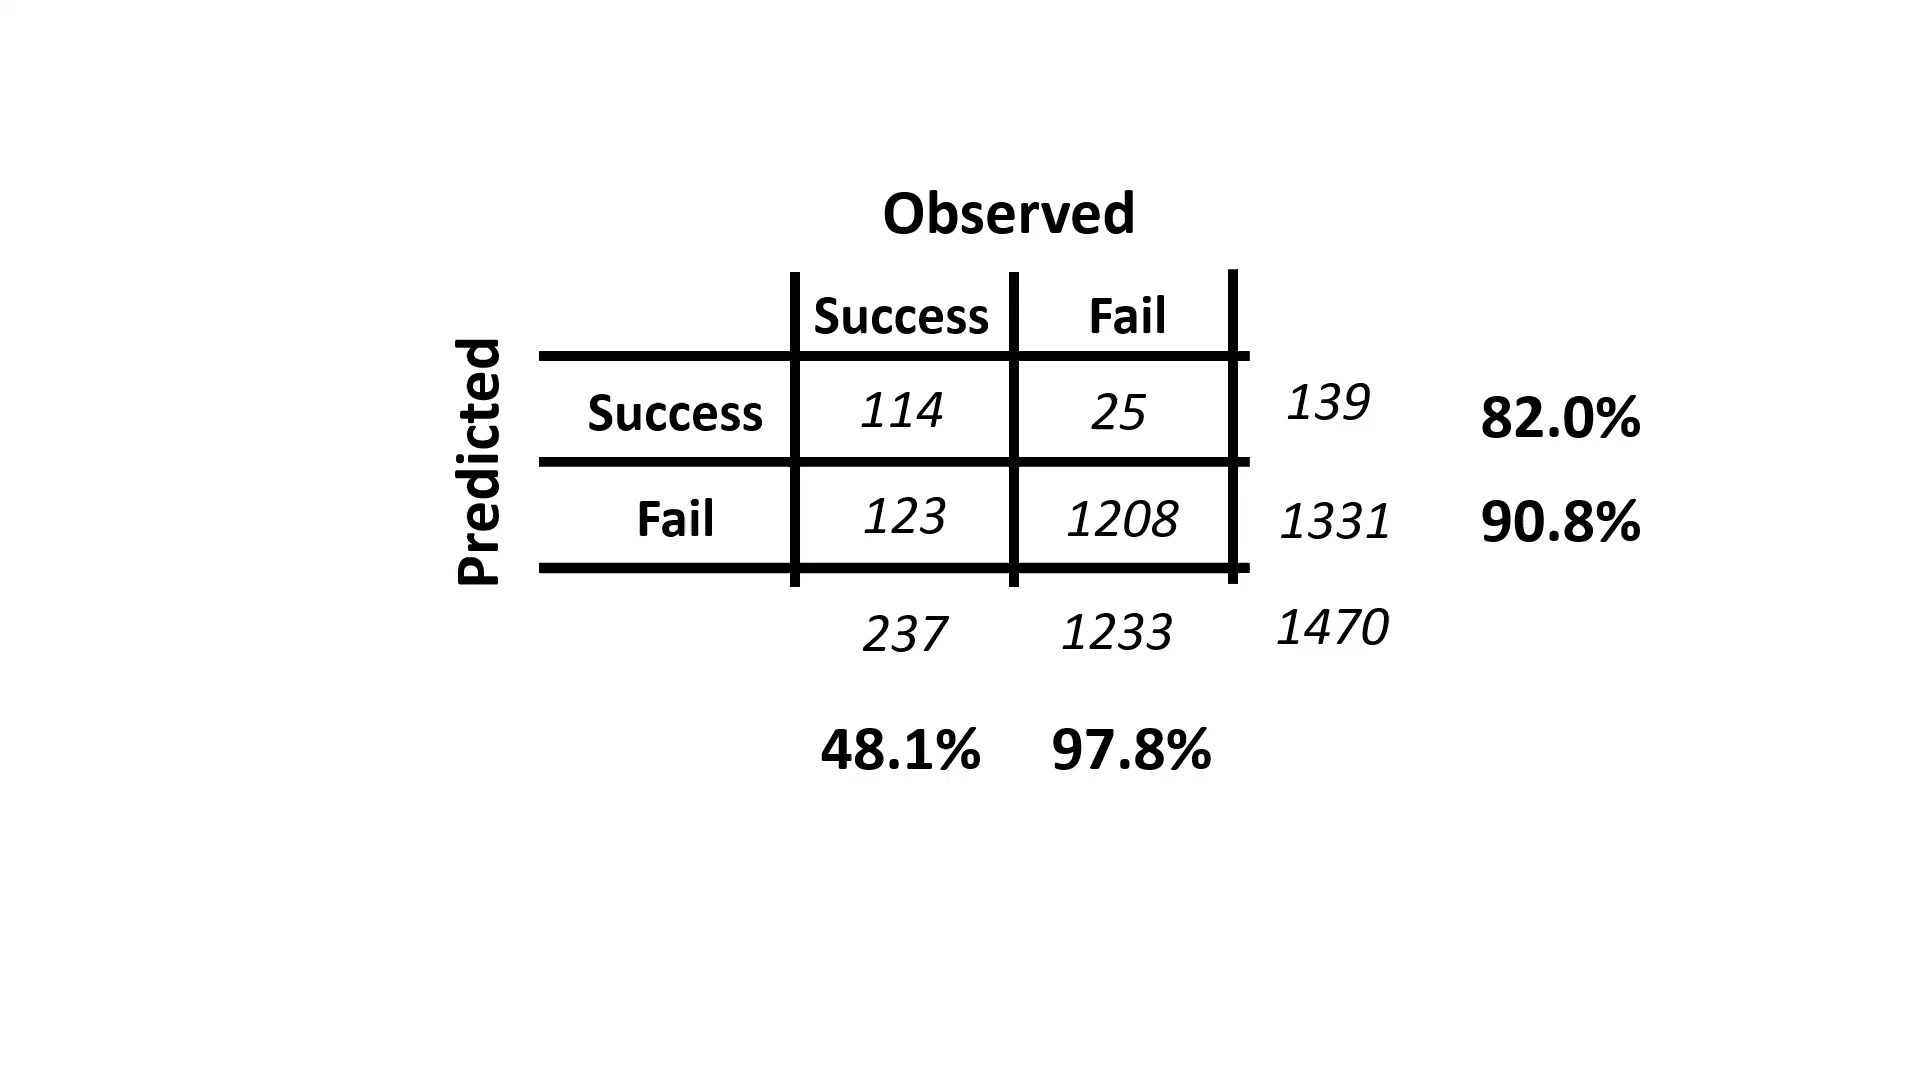 Observed
Success Fail
Predicted
Success 114 25 139 82.0%
Fail 123 1208 1331 90.8%
237 1233 1470
48.1% 97.8%